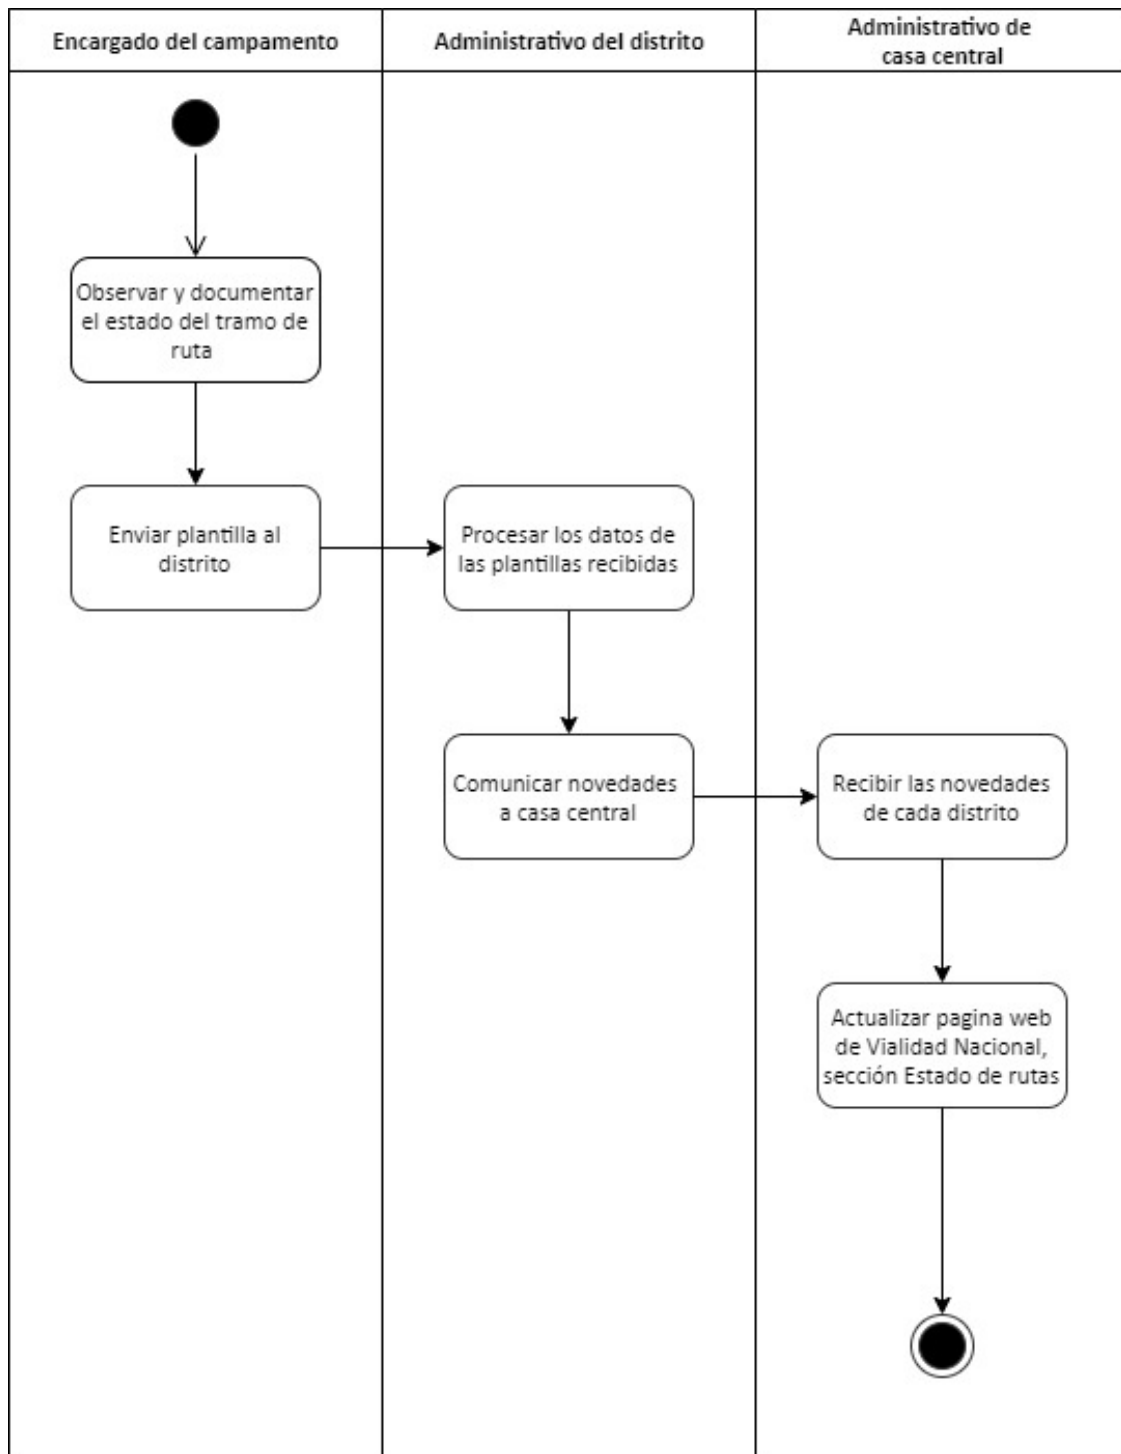 Encargado del campamento
Administrativo del distrito
Administrativo de
casa central
Observar y documentar
el estado del tramo de
ruta
Enviar plantilla al
distrito
Procesar los datos de
las plantillas recibidas
Comunicar novedades
a casa central
Recibir las novedades
de cada distrito
Actualizar pagina web
de Vialidad Nacional,
sección Estado de rutas